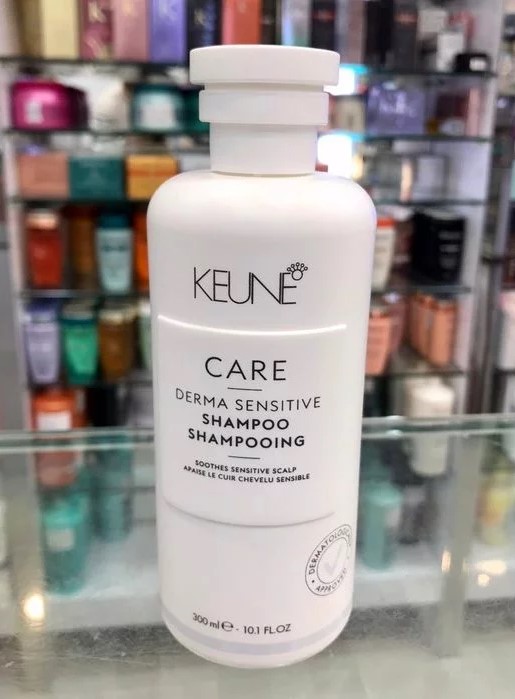 KEUNE
CARE
DERMA SENSITIVE
SHAMPOO
SHAMPOOING
SOOTHES SENSITIVE SCALP
APAISE LE CUIR CHEVELU SENSIBLE
DERMATOLOGIST
APPROVED
300 ml ℮ - 10.1 FL.OZ